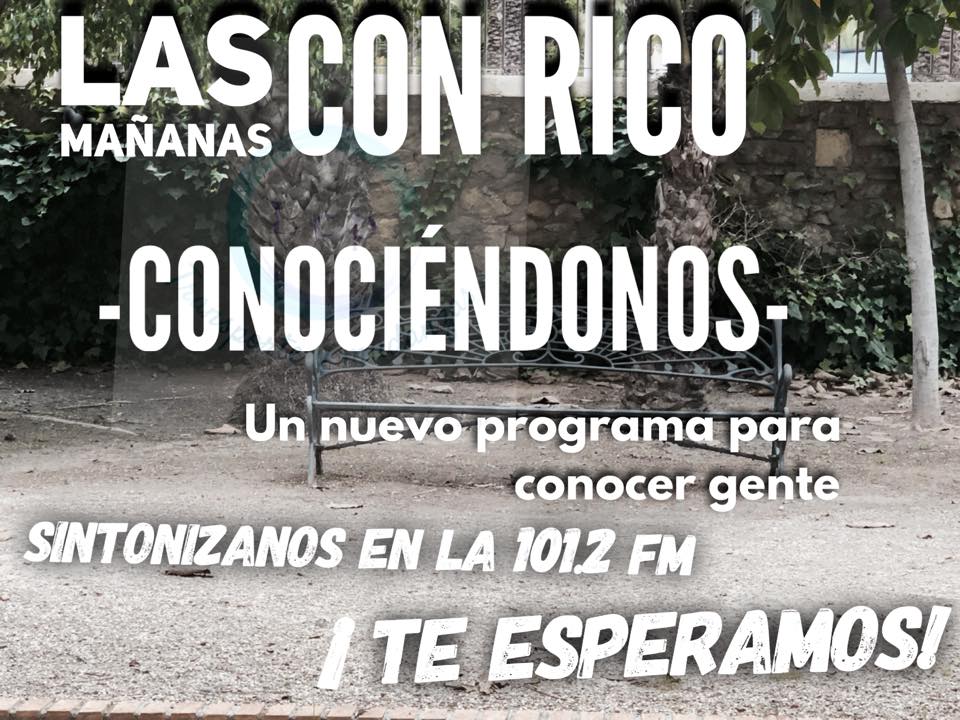 LAS MAÑANAS CON RICO
-CONOCIÉNDONOS-
Un nuevo programa para
conocer gente
SINTONIZANOS EN LA 101.2 FM
¡ TE ESPERAMOS!